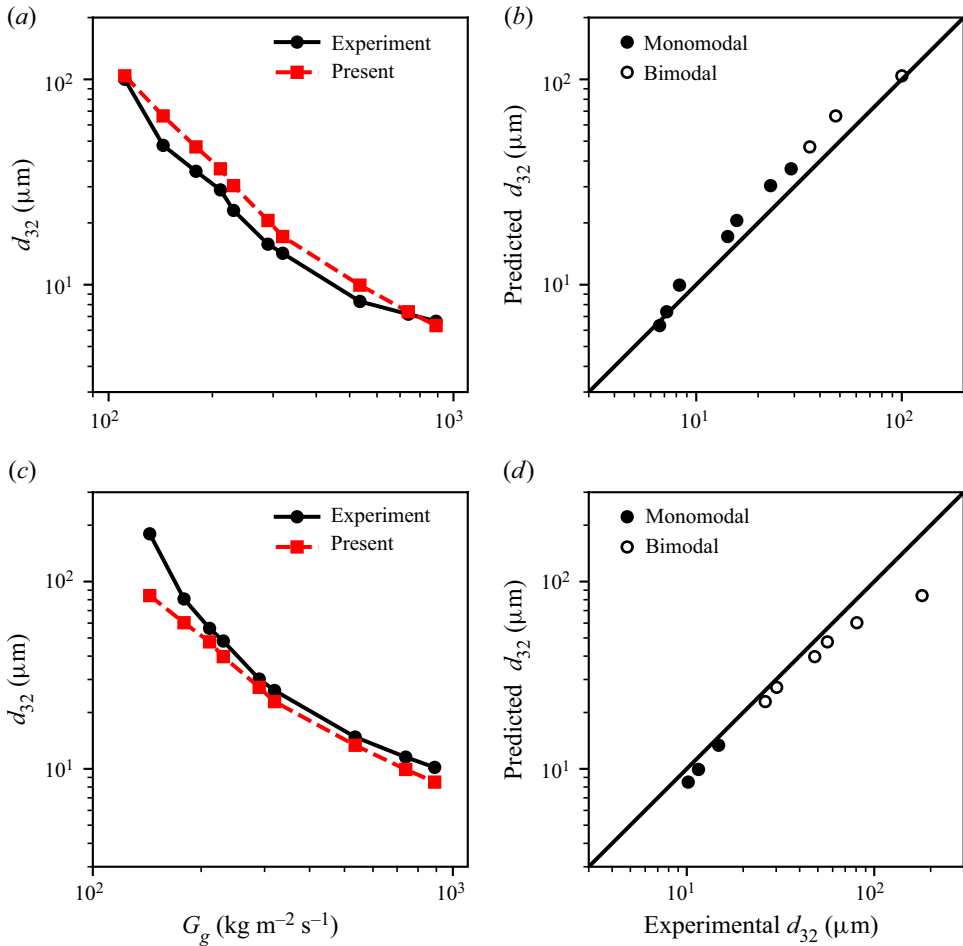 (a)
Experiment
Present
10²
10¹
d₃₂ (μm)
10²
10³
(b)
Monomodal
Bimodal
10²
10¹
Predicted d₃₂ (μm)
10¹
10²
(c)
Experiment
Present
10²
10¹
d₃₂ (μm)
10²
10³
G_g (kg m⁻² s⁻¹)
(d)
Monomodal
Bimodal
10²
10¹
Predicted d₃₂ (μm)
10¹
10²
Experimental d₃₂ (μm)